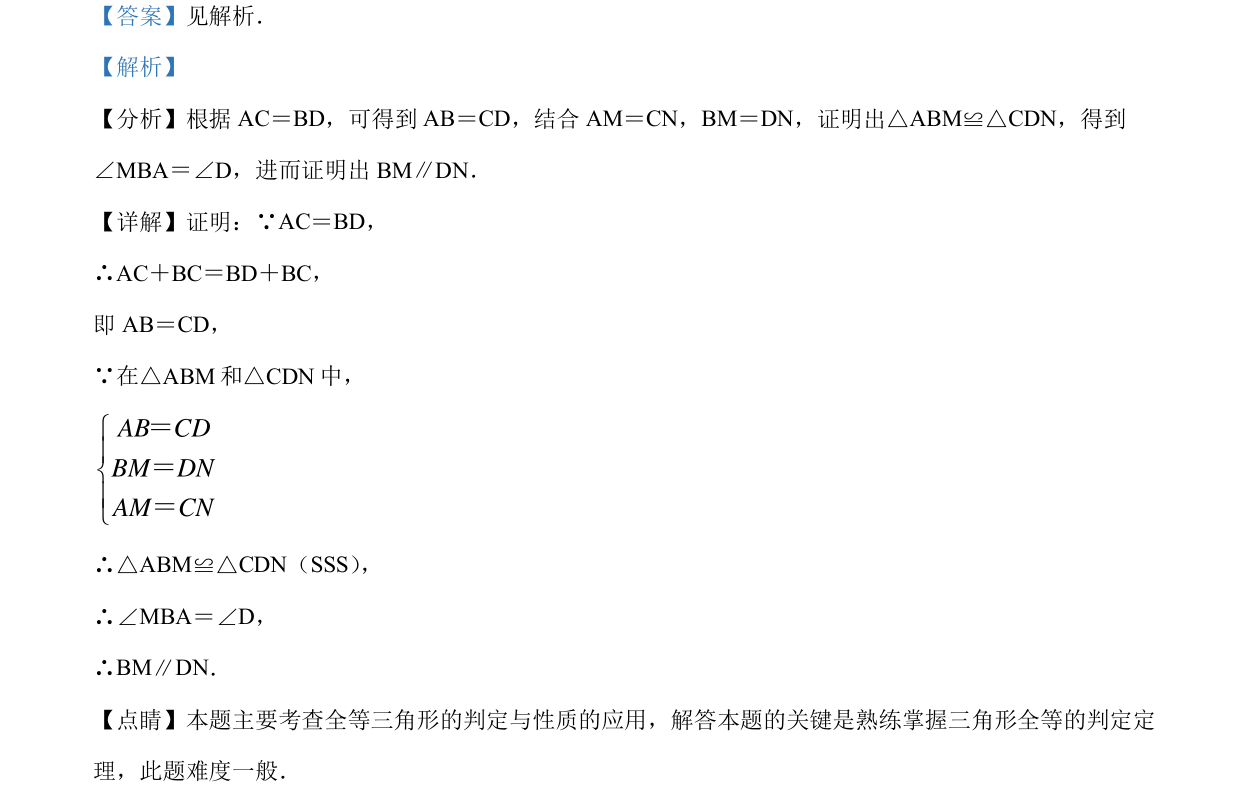 【答案】见解析．
【解析】
【分析】根据 AC＝BD，可得到 AB＝CD，结合 AM＝CN，BM＝DN，证明出△ABM≌△CDN，得到
∠MBA＝∠D，进而证明出 BM∥DN．
【详解】证明：∵AC＝BD，
∴AC＋BC＝BD＋BC，
即 AB＝CD，
∵在△ABM 和△CDN 中，
AB＝CD
BM＝DN
AM＝CN
∴△ABM≌△CDN（SSS），
∴∠MBA＝∠D，
∴BM∥DN．
【点睛】本题主要考查全等三角形的判定与性质的应用，解答本题的关键是熟练掌握三角形全等的判定定
理，此题难度一般．